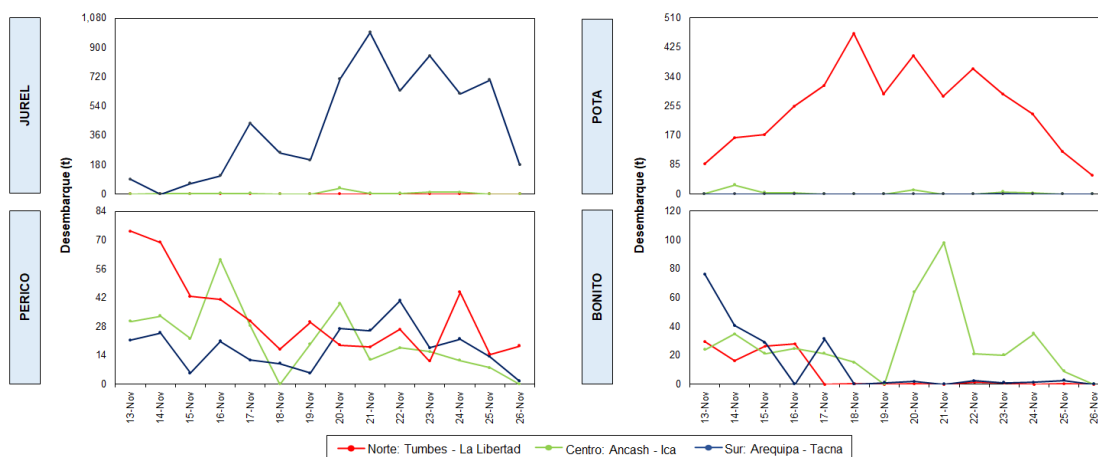 JUREL
Desembarque (t)
1,080
900
720
540
360
180
0
POTA
Desembarque (t)
510
425
340
255
170
85
0
PERICO
84
70
56
42
28
14
0
13-Nov
14-Nov
15-Nov
16-Nov
17-Nov
18-Nov
19-Nov
20-Nov
21-Nov
22-Nov
23-Nov
24-Nov
25-Nov
26-Nov
BONITO
120
100
80
60
40
20
0
13-Nov
14-Nov
15-Nov
16-Nov
17-Nov
18-Nov
19-Nov
20-Nov
21-Nov
22-Nov
23-Nov
24-Nov
25-Nov
26-Nov
Norte: Tumbes - La Libertad Centro: Ancash - Ica Sur: Arequipa - Tacna